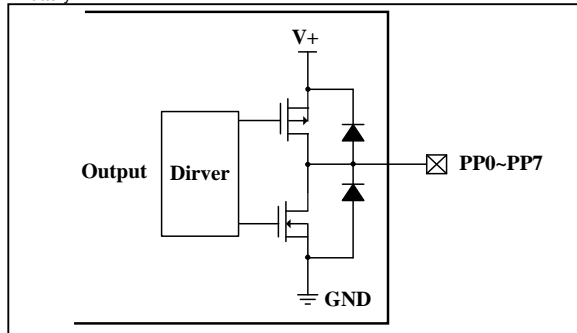 V+
Output
Dirver
PP0~PP7
GND